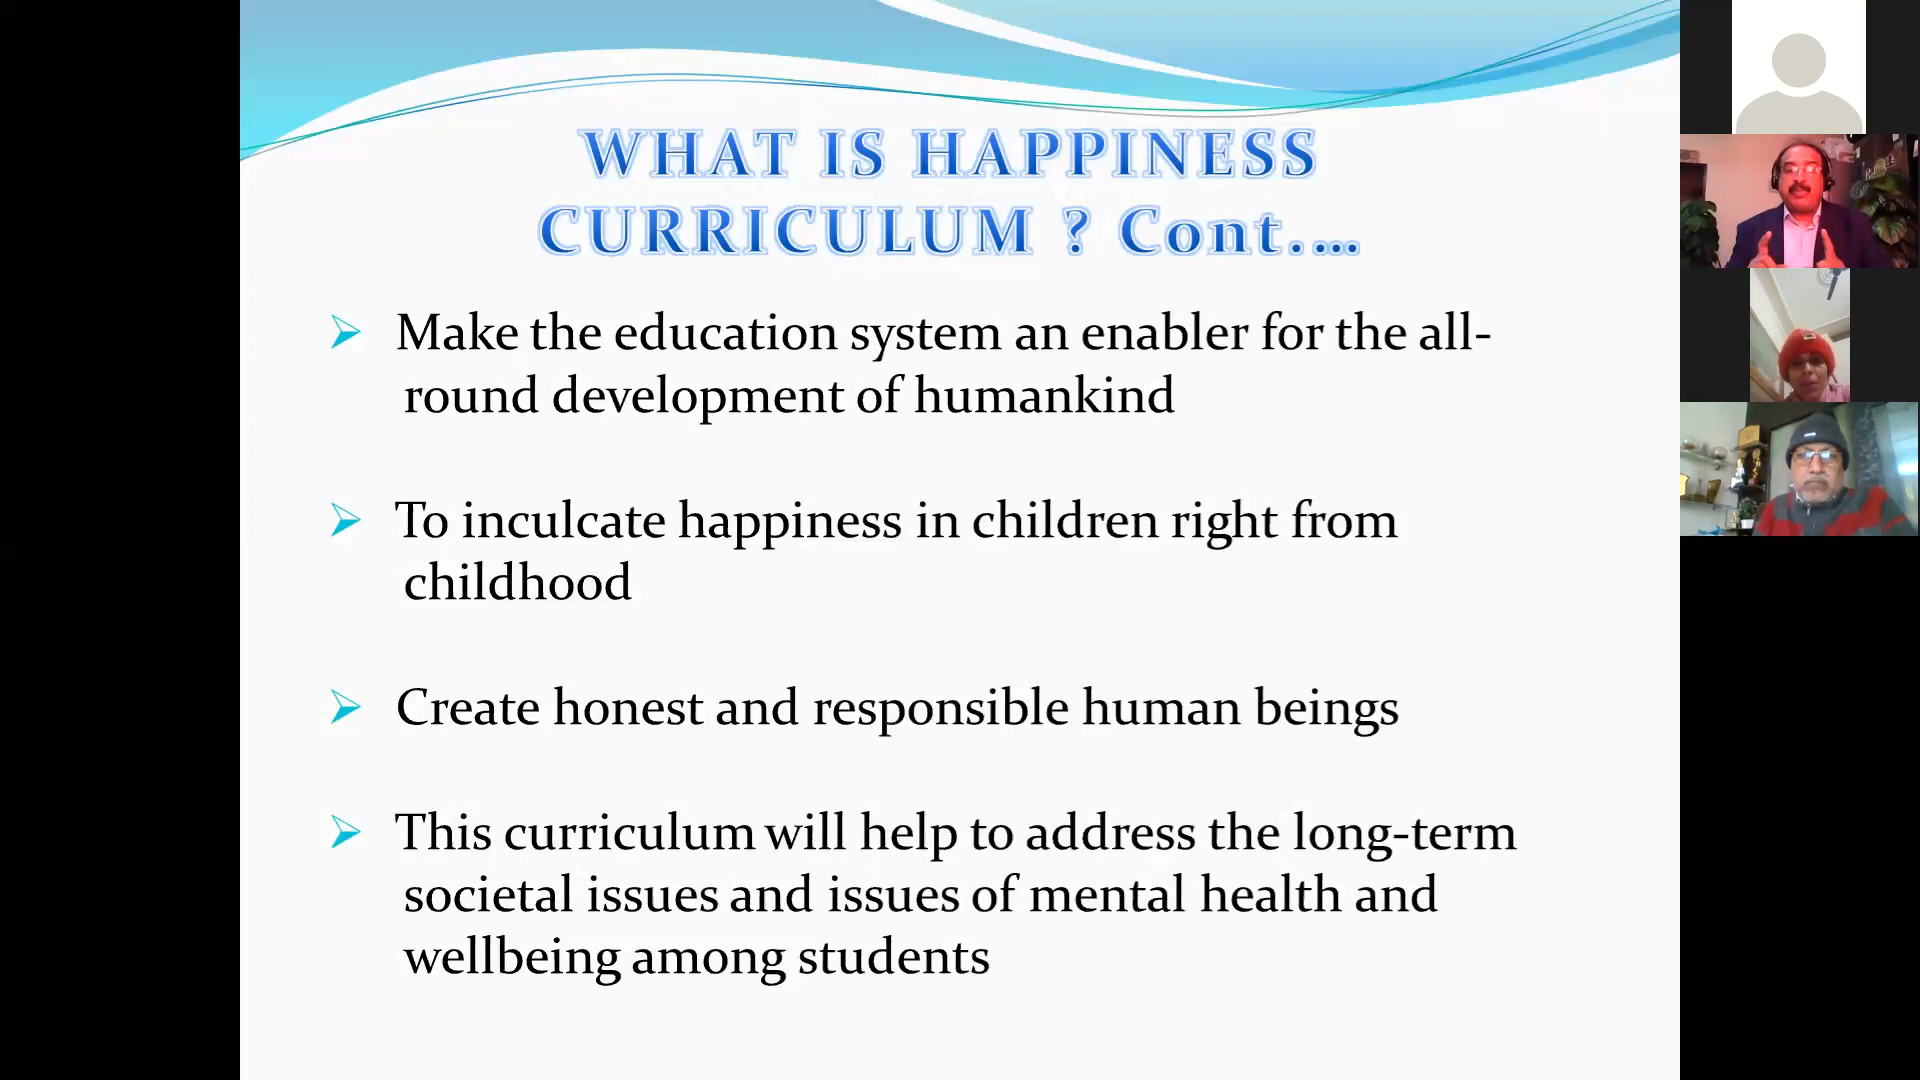 WHAT IS HAPPINESS
CURRICULUM ? Cont.…
Make the education system an enabler for the all-
round development of humankind
To inculcate happiness in children right from
childhood
Create honest and responsible human beings
This curriculum will help to address the long-term
societal issues and issues of mental health and
wellbeing among students